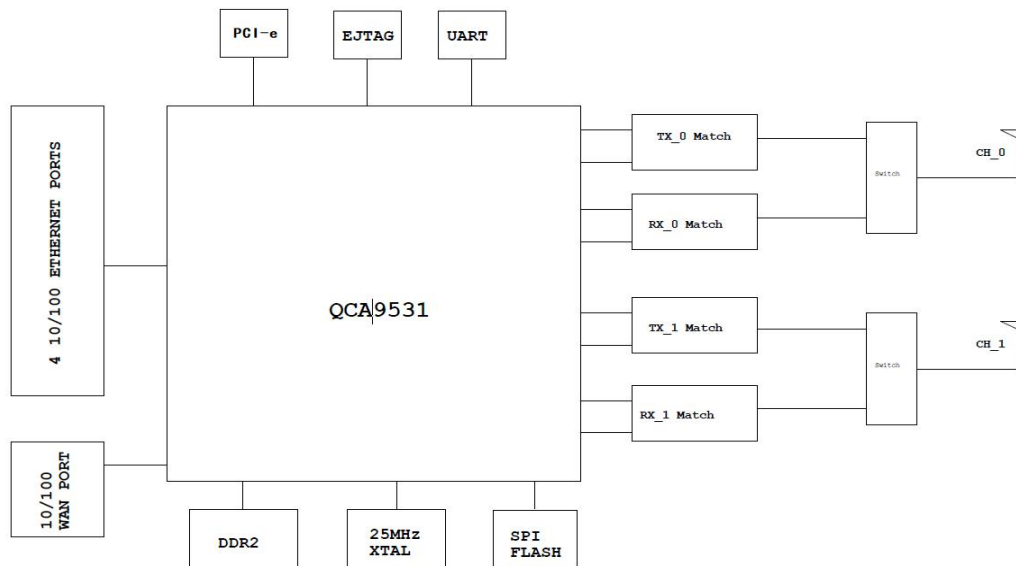 PCI-e
EJTAG
UART
4 10/100 ETHERNET PORTS
TX_0 Match
Switch
CH_0
RX_0 Match
QCA9531
TX_1 Match
Switch
CH_1
RX_1 Match
10/100
WAN PORT
DDR2
25MHz
XTAL
SPI
FLASH